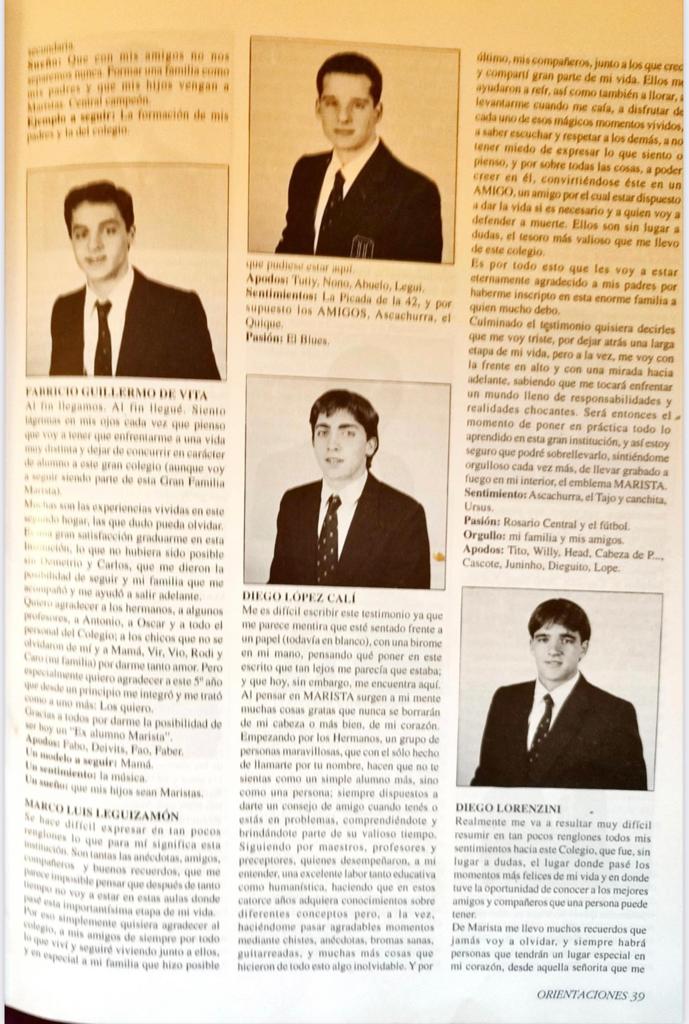 secundaria.
Sueño: Que con mis amigos no nos
separemos nunca. Formar una familia como
mis padres y que mis hijos vengan a
Maristas. Central campeón.
Ejemplo a seguir: La formación de mis
padres y la del colegio.
FABRICIO GUILLERMO DE VITA
Al fin llegamos. Al fin llegué. Siento
lágrimas en mis ojos cada vez que pienso
que voy a tener que enfrentarme a una vida
muy distinta y dejar de concurrir en carácter
de alumno a este gran colegio (aunque voy
a seguir siendo parte de esta Gran Familia
Marista).
Muchas son las experiencias vividas en este
segundo hogar, las que dudo pueda olvidar.
Es una gran satisfacción graduarme en esta
Institución, lo que no hubiera sido posible
sin Demetrio y Carlos, que me dieron la
posibilidad de seguir y mi familia que me
acompañó y me ayudó a salir adelante.
Quiero agradecer a los hermanos, a algunos
profesores, a Antonio, a Oscar y a todo el
personal del Colegio; a los chicos que no se
olvidaron de mí y a Mamá, Vir, Vio, Rodi y
Caro (mi familia) por darme tanto amor. Pero
especialmente quiero agradecer a este 5º año
que desde un principio me integró y me trató
como a uno más: Los quiero.
Gracias a todos por darme la posibilidad de
ser hoy un "Ex alumno Marista".
Apodos: Fabo, Deivits, Fao, Faber.
Un modelo a seguir: Mamá.
Un sentimiento: la música.
Un sueño: que mis hijos sean Maristas.
MARCO LUIS LEGUIZAMÓN
Se hace difícil expresar en tan pocos
renglones lo que para mí significa esta
institución. Son tantas las anécdotas, amigos,
compañeros y buenos recuerdos, que me
parece imposible pensar que después de tanto
tiempo no voy a estar en estas aulas donde
pasé esta importantísima etapa de mi vida.
Por eso simplemente quisiera agradecer al
colegio, a mis amigos de siempre por todo
lo que viví y seguiré viviendo junto a ellos,
y en especial a mi familia que hizo posible
que pudiese estar aquí.
Apodos: Tutty, Nono, Abuelo, Legui.
Sentimientos: La Picada de la 42, y por
supuesto los AMIGOS, Ascachurra, el
Quique.
Pasión: El Blues.
DIEGO LÓPEZ CALÍ
Me es difícil escribir este testimonio ya que
me parece mentira que esté sentado frente a
un papel (todavía en blanco), con una birome
en mi mano, pensando qué poner en este
escrito que tan lejos me parecía que estaba;
y que hoy, sin embargo, me encuentra aquí.
Al pensar en MARISTA surgen a mi mente
muchas cosas gratas que nunca se borrarán
de mi cabeza o más bien, de mi corazón.
Empezando por los Hermanos, un grupo de
personas maravillosas, que con el sólo hecho
de llamarte por tu nombre, hacen que no te
sientas como un simple alumno más, sino
como una persona; siempre dispuestos a
darte un consejo de amigo cuando tenés o
estás en problemas, comprendiéndote y
brindándote parte de su valioso tiempo.
Siguiendo por maestros, profesores y
preceptores, quienes desempeñaron, a mi
entender, una excelente labor tanto educativa
como humanística, haciendo que en estos
catorce años adquiera conocimientos sobre
diferentes conceptos pero, a la vez,
haciéndome pasar agradables momentos
mediante chistes, anécdotas, bromas sanas,
guitarreadas, y muchas más cosas que
hicieron de todo esto algo inolvidable. Y por
último, mis compañeros, junto a los que crecí
y compartí gran parte de mi vida. Ellos me
ayudaron a reír, así como también a llorar, a
levantarme cuando me caía, a disfrutar de
cada uno de esos mágicos momentos vividos,
a saber escuchar y respetar a los demás, a no
tener miedo de expresar lo que siento o
pienso, y por sobre todas las cosas, a poder
creer en él, convirtiéndose éste en un
AMIGO, un amigo por el cual estar dispuesto
a dar la vida si es necesario y a quien voy a
defender a muerte. Ellos son sin lugar a
dudas, el tesoro más valioso que me llevo
de este colegio.
Es por todo esto que les voy a estar
eternamente agradecido a mis padres por
haberme inscripto en esta enorme familia a
quien mucho debo.
Culminado el testimonio quisiera decirles
que me voy triste, por dejar atrás una larga
etapa de mi vida, pero a la vez, me voy con
la frente en alto y con una mirada hacia
adelante, sabiendo que me tocará enfrentar
un mundo lleno de responsabilidades y
realidades chocantes. Será entonces el
momento de poner en práctica todo lo
aprendido en esta gran institución, y así estoy
seguro que podré sobrellevarlo, sintiéndome
orgulloso cada vez más, de llevar grabado a
fuego en mi interior, el emblema MARISTA.
Sentimiento: Ascachurra, el Tajo y canchita,
Ursus.
Pasión: Rosario Central y el fútbol.
Orgullo: mi familia y mis amigos.
Apodos: Tito, Willy, Head, Cabeza de P...,
Cascote, Juninho, Dieguito, Lope.
DIEGO LORENZINI
Realmente me va a resultar muy difícil
resumir en tan pocos renglones todos mis
sentimientos hacia este Colegio, que fue, sin
lugar a dudas, el lugar donde pasé los
momentos más felices de mi vida y en donde
tuve la oportunidad de conocer a los mejores
amigos y compañeros que una persona puede
tener.
De Marista me llevo muchos recuerdos que
jamás voy a olvidar, y siempre habrá
personas que tendrán un lugar especial en
mi corazón, desde aquella señorita que me
ORIENTACIONES 39